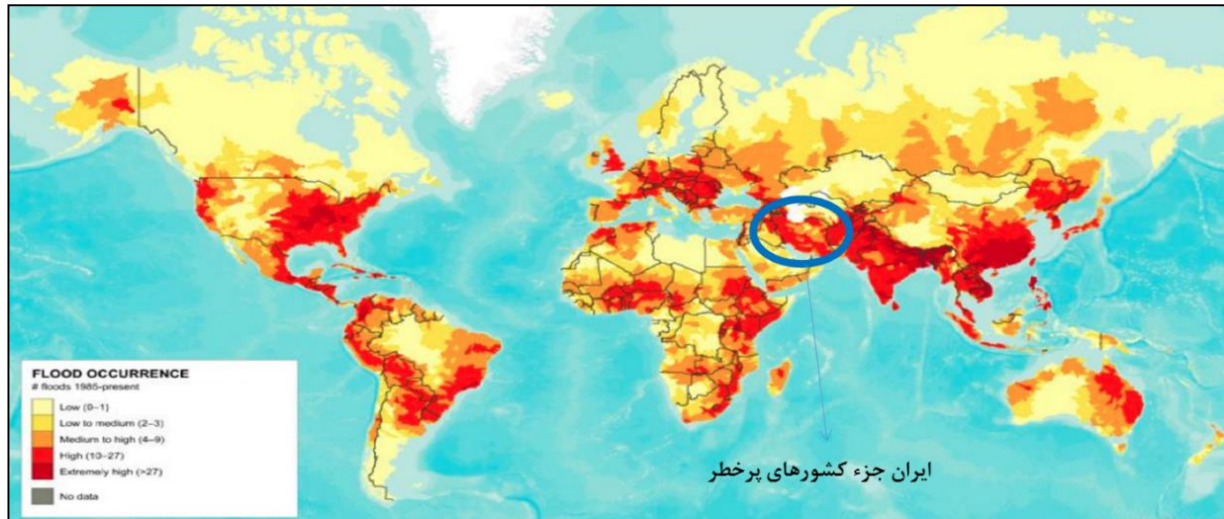 FLOOD OCCURRENCE
# floods 1985-present
Low (0–1)
Low to medium (2–3)
Medium to high (4–9)
High (10–27)
Extremely high (>27)
No data
ایران جزء کشورهای پرخطر